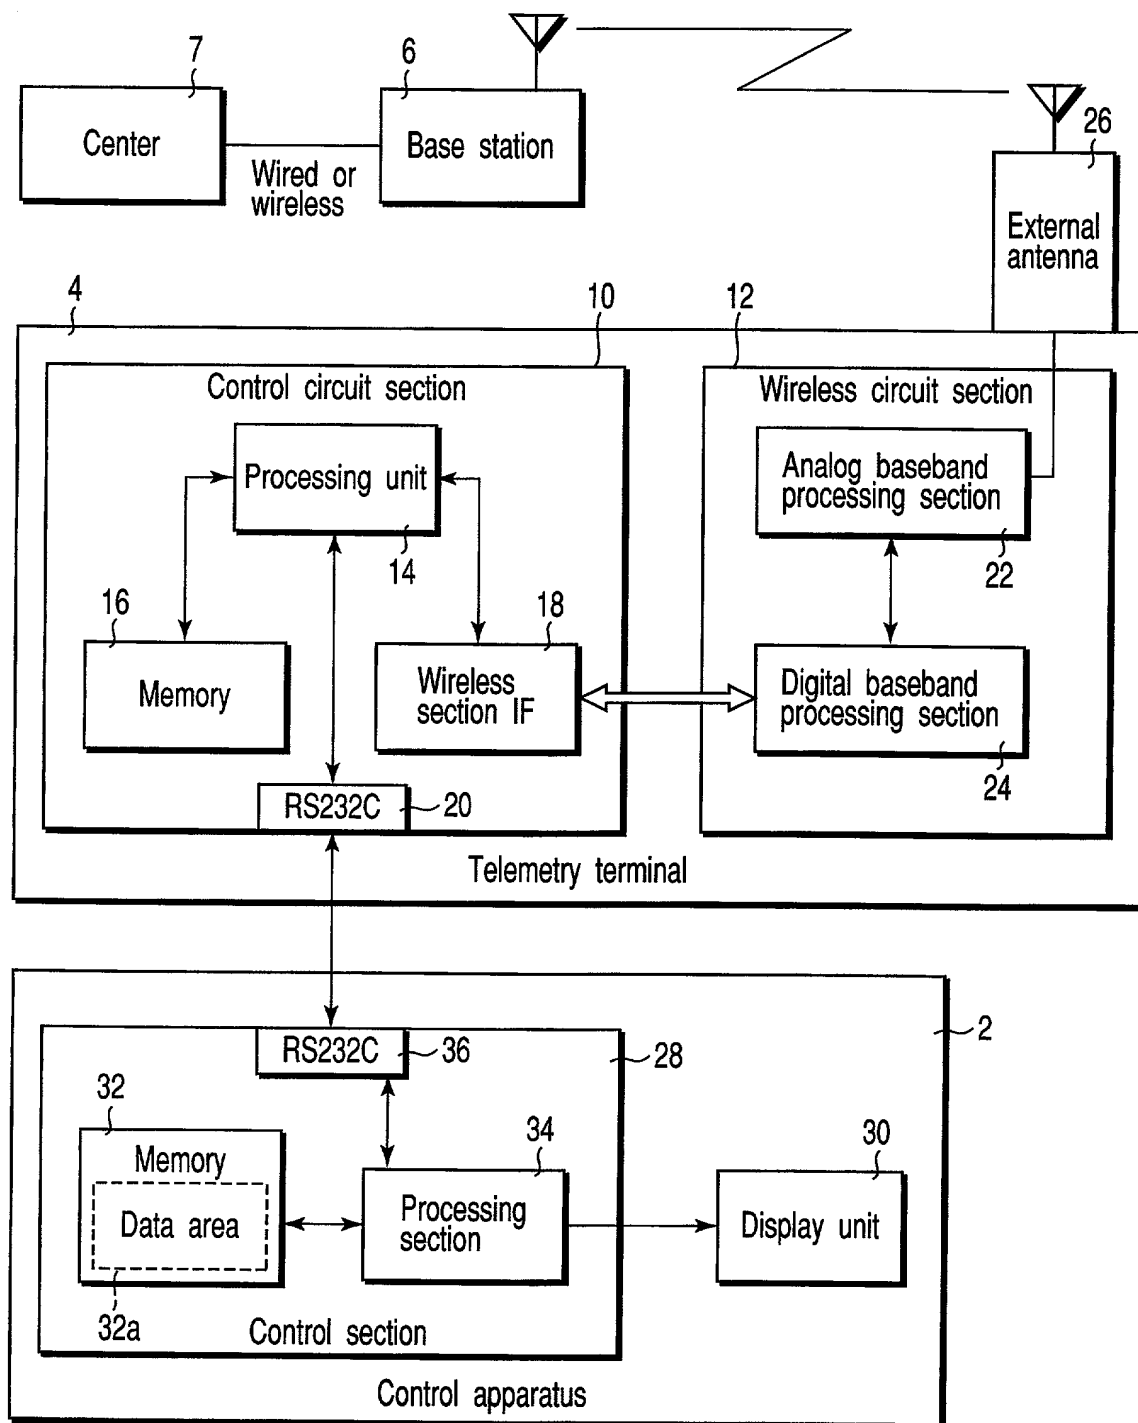 7
6
Center
Base station
Wired or
wireless
26
External
antenna
4
10
12
Control circuit section
Wireless circuit section
Processing unit
14
Analog baseband
processing section
22
16
18
Memory
Wireless
section IF
Digital baseband
processing section
24
RS232C
20
Telemetry terminal
2
RS232C
36
28
32
34
30
Memory
Data area
Processing
section
Display unit
32a
Control section
Control apparatus